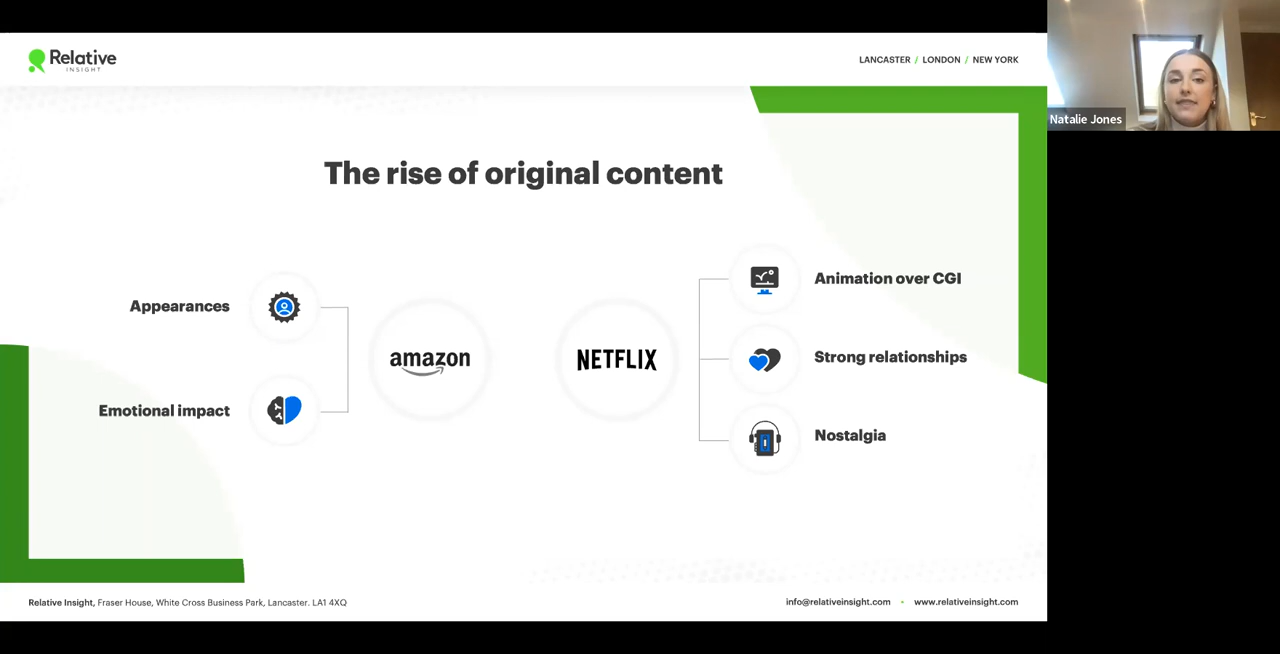 Relative
INSIGHT
LANCASTER / LONDON / NEW YORK
Natalie Jones
The rise of original content
Appearances
Emotional impact
amazon
NETFLIX
Animation over CGI
Strong relationships
Nostalgia
Relative Insight, Fraser House, White Cross Business Park, Lancaster. LA1 4XQ
info@relativeinsight.com • www.relativeinsight.com